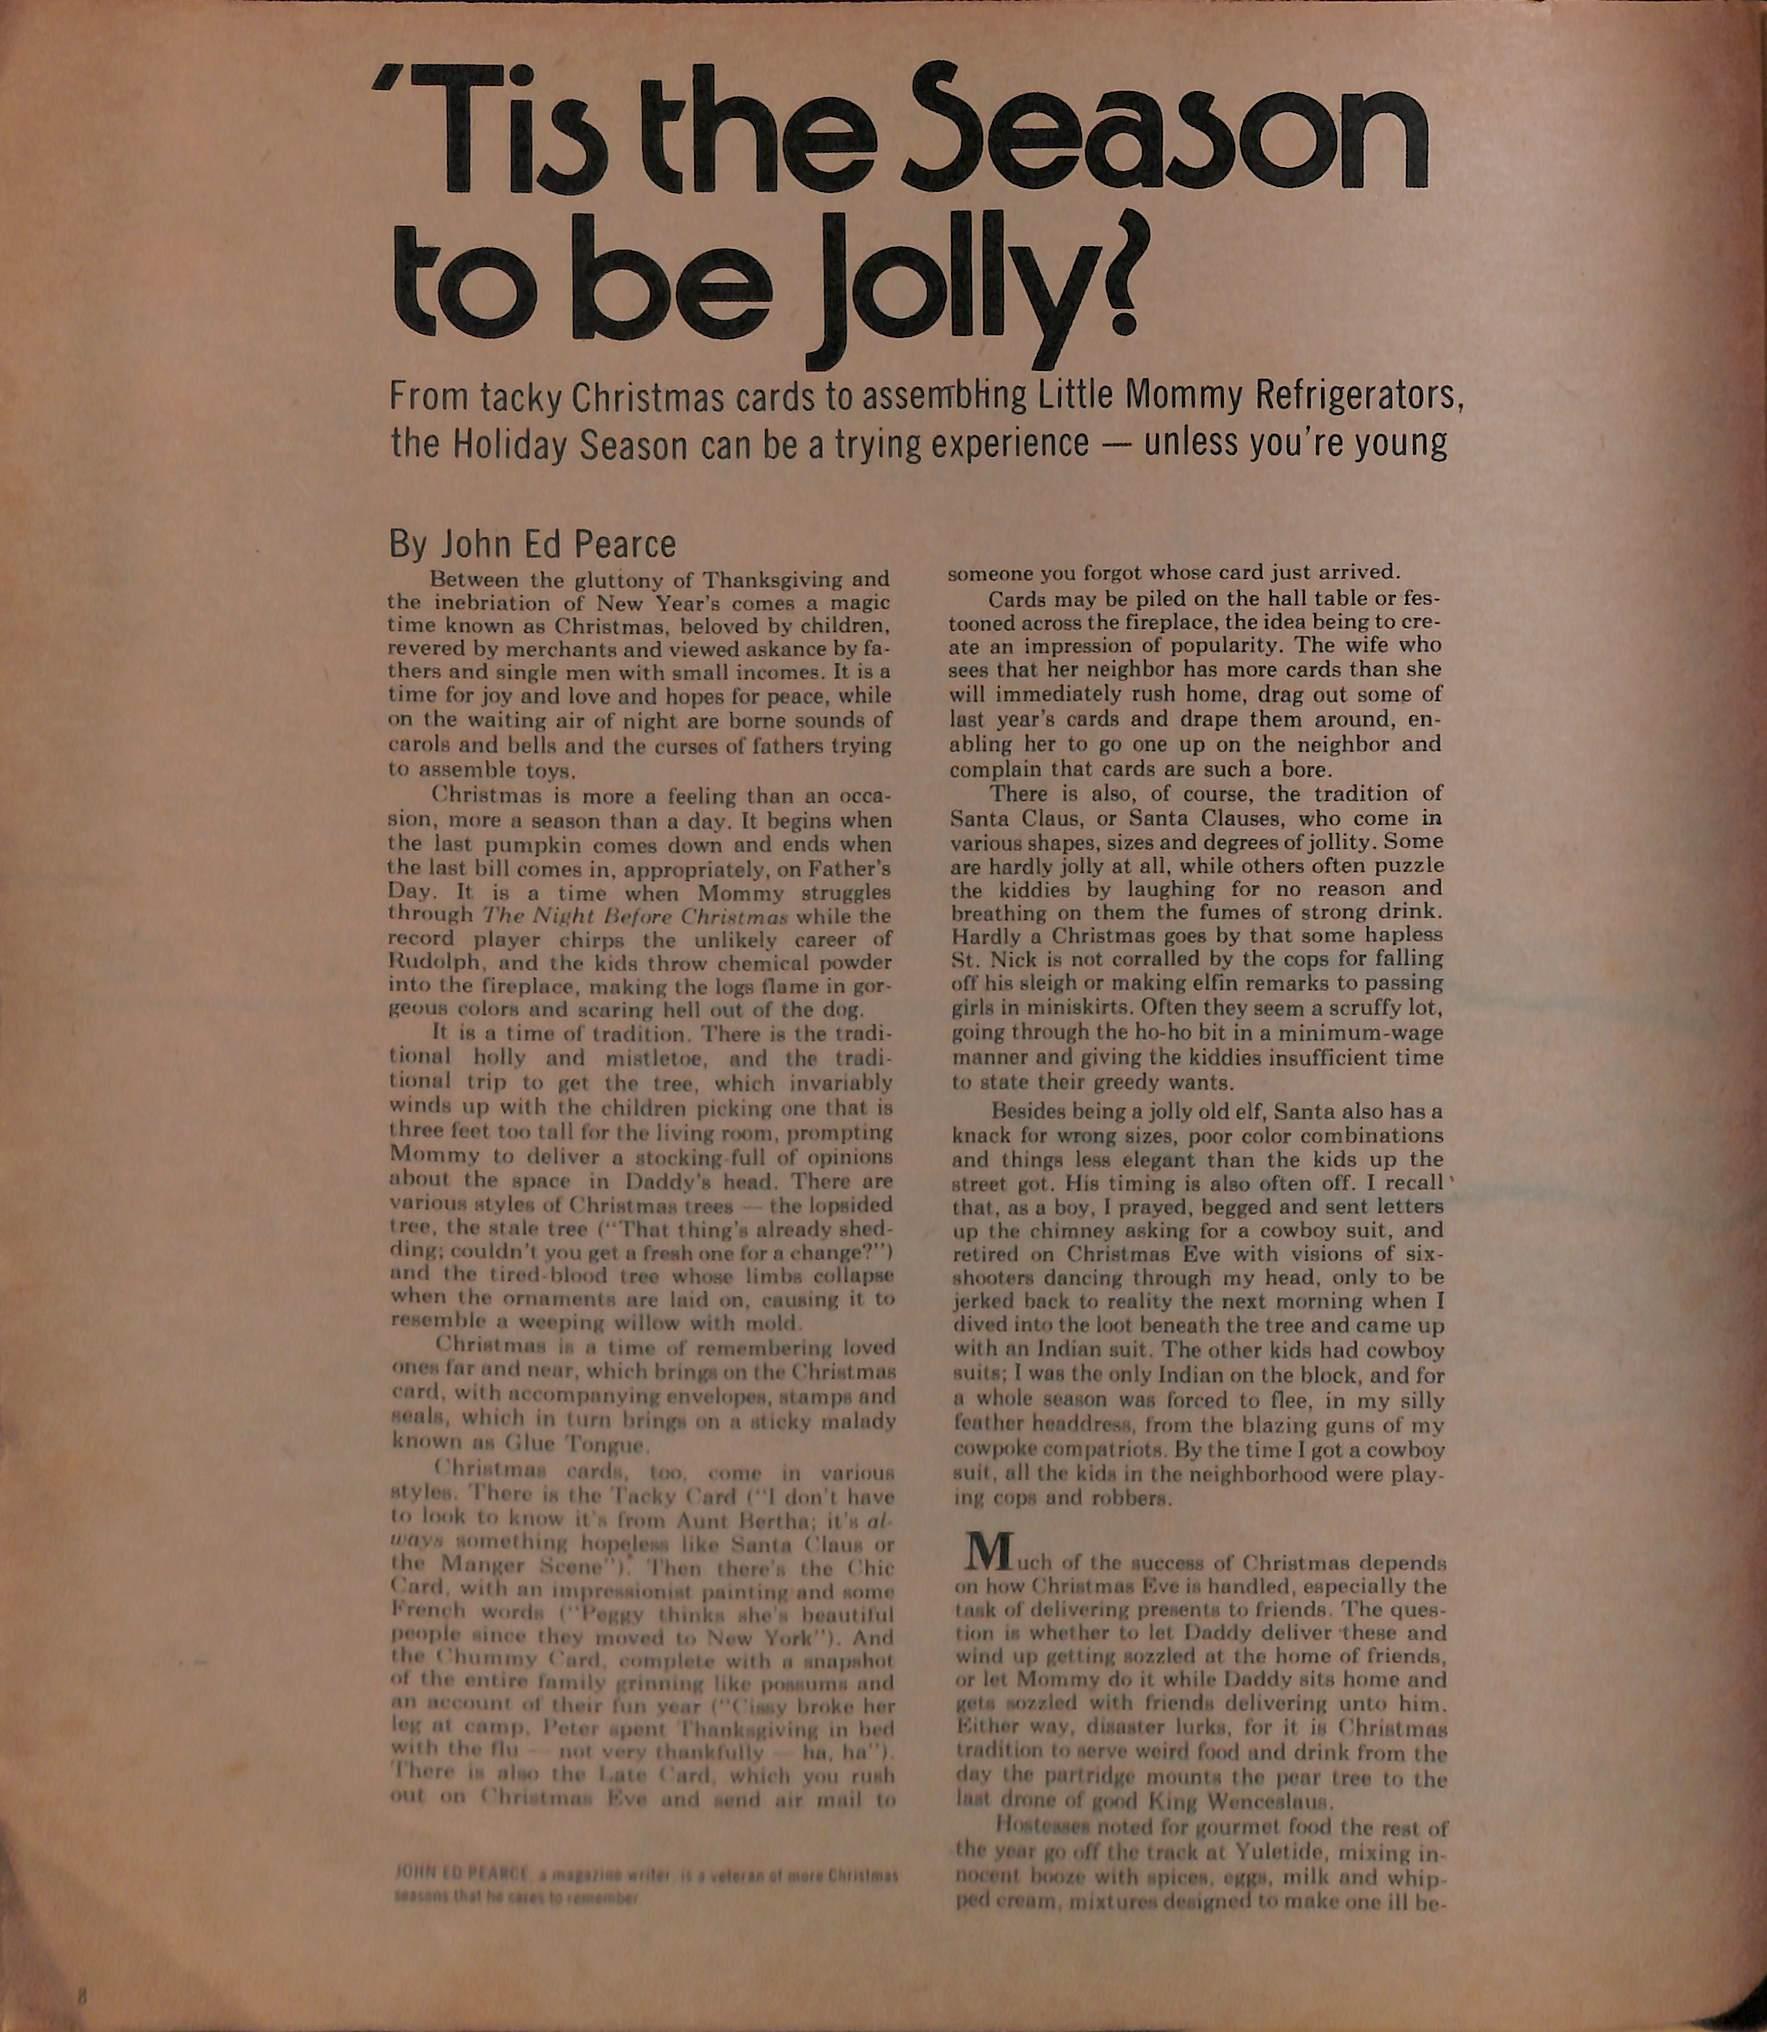 'Tis the Season
to be Jolly?
From tacky Christmas cards to assembling Little Mommy Refrigerators,
the Holiday Season can be a trying experience — unless you're young
By John Ed Pearce
Between the gluttony of Thanksgiving and
the inebriation of New Year's comes a magic
time known as Christmas, beloved by children,
revered by merchants and viewed askance by fa-
thers and single men with small incomes. It is a
time for joy and love and hopes for peace, while
on the waiting air of night are borne sounds of
carols and bells and the curses of fathers trying
to assemble toys.
Christmas is more a feeling than an occa-
sion, more a season than a day. It begins when
the last pumpkin comes down and ends when
the last bill comes in, appropriately, on Father's
Day. It is a time when Mommy struggles
through The Night Before Christmas while the
record player chirps the unlikely career of
Rudolph, and the kids throw chemical powder
into the fireplace, making the logs flame in gor-
geous colors and scaring hell out of the dog.
It is a time of tradition. There is the tradi-
tional holly and mistletoe, and the tradi-
tional trip to get the tree, which invariably
winds up with the children picking one that is
three feet too tall for the living room, prompting
Mommy to deliver a stocking-full of opinions
about the space in Daddy's head. There are
various styles of Christmas trees — the lopsided
tree, the stale tree ("That thing's already shed-
ding; couldn't you get a fresh one for a change?")
and the tired-blood tree whose limbs collapse
when the ornaments are laid on, causing it to
resemble a weeping willow with mold.
Christmas is a time of remembering loved
ones far and near, which brings on the Christmas
card, with accompanying envelopes, stamps and
seals, which in turn brings on a sticky malady
known as Glue Tongue.
Christmas cards, too, come in various
styles. There is the Tacky Card ("I don't have
to look to know it's from Aunt Bertha; it's al-
ways something hopeless like Santa Claus or
the Manger Scene"). Then there's the Chic
Card, with an impressionist painting and some
French words ("Peggy thinks she's beautiful
people since they moved to New York"). And
the Chummy Card, complete with a snapshot
of the entire family grinning like possums and
an account of their fun year ("Cissy broke her
leg at camp, Peter spent Thanksgiving in bed
with the flu — not very thankfully — ha, ha").
There is also the Late Card, which you rush
out on Christmas Eve and send air mail to
JOHN ED PEARCE, a magazine writer, is a veteran of more Christmas
seasons that he cares to remember.
8
someone you forgot whose card just arrived.
Cards may be piled on the hall table or fes-
tooned across the fireplace, the idea being to cre-
ate an impression of popularity. The wife who
sees that her neighbor has more cards than she
will immediately rush home, drag out some of
last year's cards and drape them around, en-
abling her to go one up on the neighbor and
complain that cards are such a bore.
There is also, of course, the tradition of
Santa Claus, or Santa Clauses, who come in
various shapes, sizes and degrees of jollity. Some
are hardly jolly at all, while others often puzzle
the kiddies by laughing for no reason and
breathing on them the fumes of strong drink.
Hardly a Christmas goes by that some hapless
St. Nick is not corralled by the cops for falling
off his sleigh or making elfin remarks to passing
girls in miniskirts. Often they seem a scruffy lot,
going through the ho-ho bit in a minimum-wage
manner and giving the kiddies insufficient time
to state their greedy wants.
Besides being a jolly old elf, Santa also has a
knack for wrong sizes, poor color combinations
and things less elegant than the kids up the
street got. His timing is also often off. I recall
that, as a boy, I prayed, begged and sent letters
up the chimney asking for a cowboy suit, and
retired on Christmas Eve with visions of six-
shooters dancing through my head, only to be
jerked back to reality the next morning when I
dived into the loot beneath the tree and came up
with an Indian suit. The other kids had cowboy
suits; I was the only Indian on the block, and for
a whole season was forced to flee, in my silly
feather headdress, from the blazing guns of my
cowpoke compatriots. By the time I got a cowboy
suit, all the kids in the neighborhood were play-
ing cops and robbers.
Much of the success of Christmas depends
on how Christmas Eve is handled, especially the
task of delivering presents to friends. The ques-
tion is whether to let Daddy deliver these and
wind up getting sozzled at the home of friends,
or let Mommy do it while Daddy sits home and
gets sozzled with friends delivering unto him.
Either way, disaster lurks, for it is Christmas
tradition to serve weird food and drink from the
day the partridge mounts the pear tree to the
last drone of good King Wenceslaus.
Hostesses noted for gourmet food the rest of
the year go off the track at Yuletide, mixing in-
nocent booze with spices, eggs, milk and whip-
ped cream, mixtures designed to make one ill be-